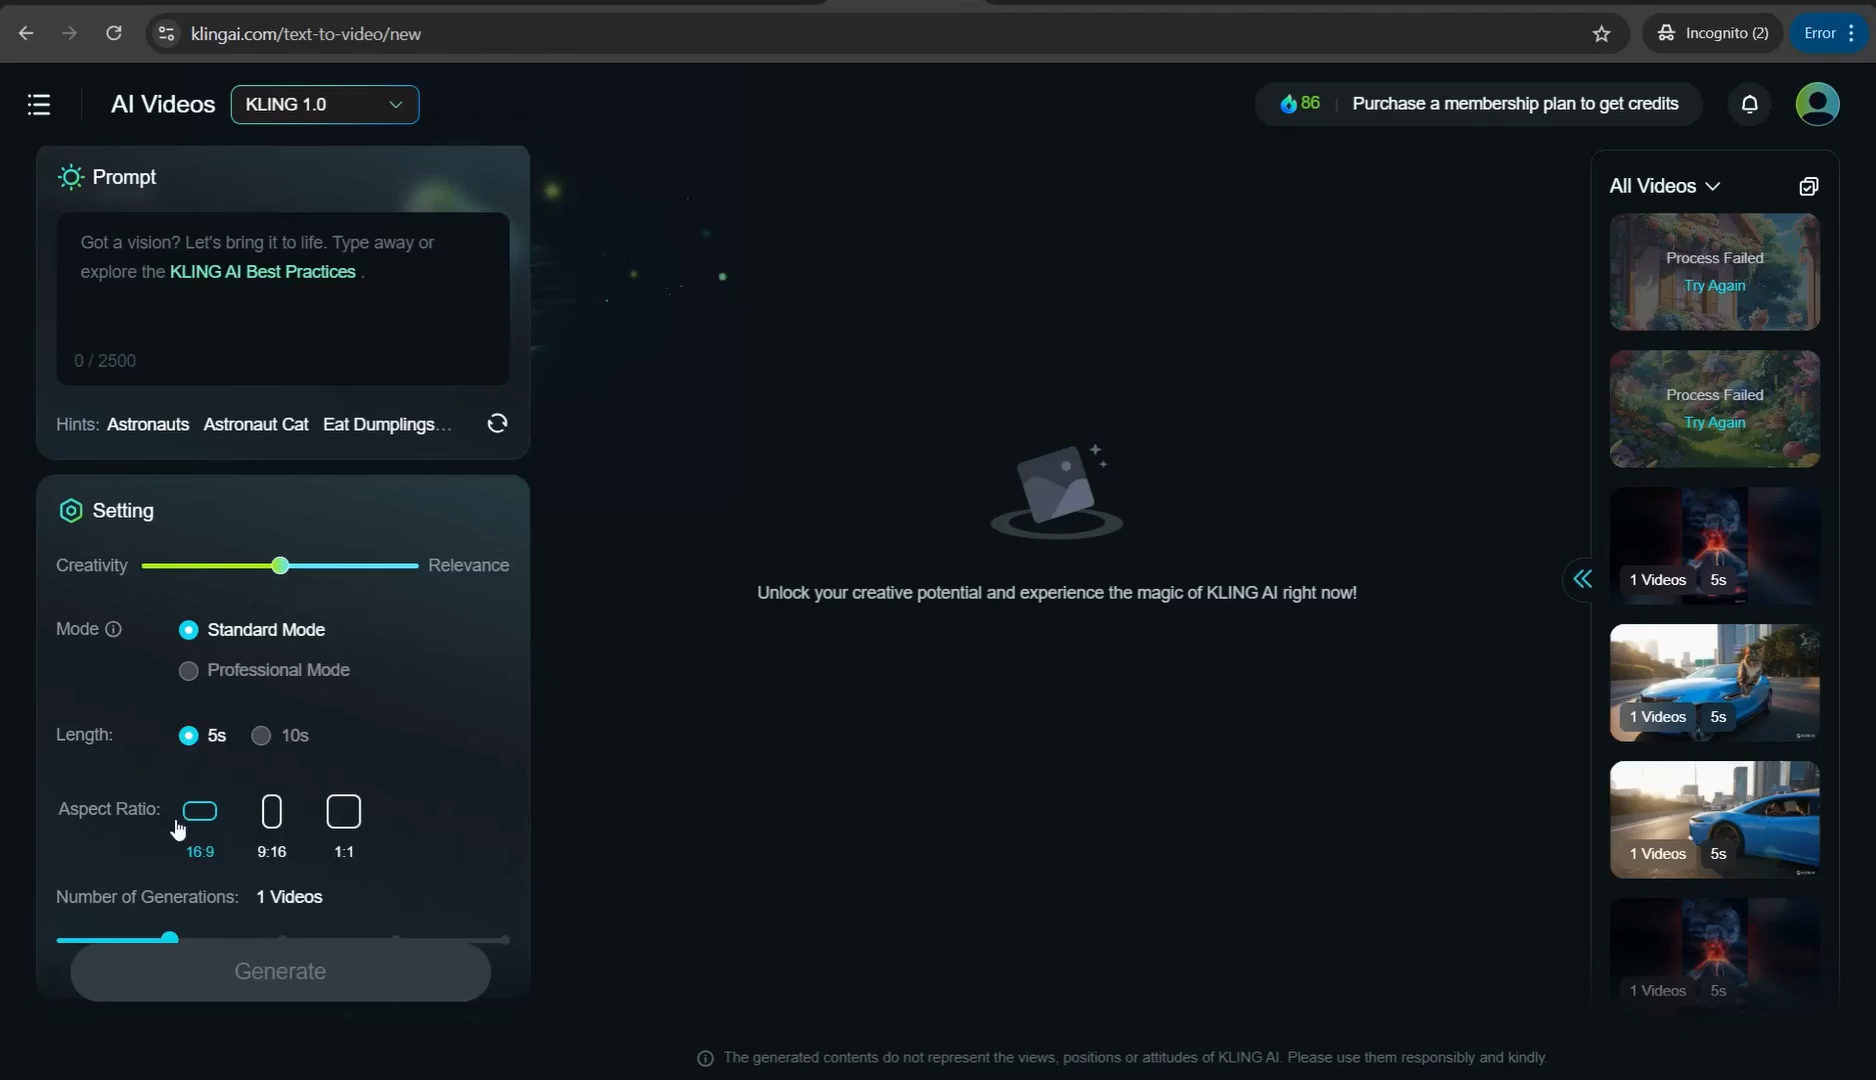 klingai.com/text-to-video/new
Incognito (2)
Error
AI Videos
KLING 1.0
86
Purchase a membership plan to get credits
Prompt
Got a vision? Let's bring it to life. Type away or
explore the KLING AI Best Practices .
0 / 2500
Hints: Astronauts Astronaut Cat Eat Dumplings...
Setting
Creativity
Relevance
Mode
Standard Mode
Professional Mode
Length:
5s
10s
Aspect Ratio:
16:9
9:16
1:1
Number of Generations: 1 Videos
Generate
Unlock your creative potential and experience the magic of KLING AI right now!
All Videos
Process Failed
Try Again
Process Failed
Try Again
1 Videos 5s
1 Videos 5s
1 Videos 5s
1 Videos 5s
The generated contents do not represent the views, positions or attitudes of KLING AI. Please use them responsibly and kindly.